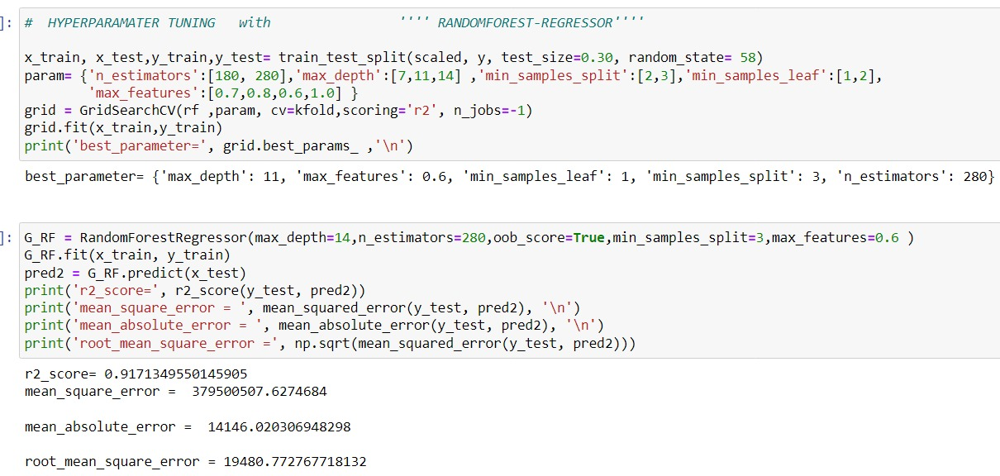 ]: # HYPERPARAMATER TUNING with '''' RANDOMFOREST-REGRESSOR''''
x_train, x_test,y_train,y_test= train_test_split(scaled, y, test_size=0.30, random_state= 58)
param= {'n_estimators':[180, 280],'max_depth':[7,11,14] ,'min_samples_split':[2,3],'min_samples_leaf':[1,2],
'max_features':[0.7,0.8,0.6,1.0] }
grid = GridSearchCV(rf ,param, cv=kfold,scoring='r2', n_jobs=-1)
grid.fit(x_train,y_train)
print('best_parameter=', grid.best_params_ ,'\n')
best_parameter= {'max_depth': 11, 'max_features': 0.6, 'min_samples_leaf': 1, 'min_samples_split': 3, 'n_estimators': 280}
]: G_RF = RandomForestRegressor(max_depth=14,n_estimators=280,oob_score=True,min_samples_split=3,max_features=0.6 )
G_RF.fit(x_train, y_train)
pred2 = G_RF.predict(x_test)
print('r2_score=', r2_score(y_test, pred2))
print('mean_square_error = ', mean_squared_error(y_test, pred2), '\n')
print('mean_absolute_error = ', mean_absolute_error(y_test, pred2), '\n')
print('root_mean_square_error =', np.sqrt(mean_squared_error(y_test, pred2)))
r2_score= 0.9171349550145905
mean_square_error =  379500507.6274684
mean_absolute_error =  14146.020306948298
root_mean_square_error = 19480.772767718132